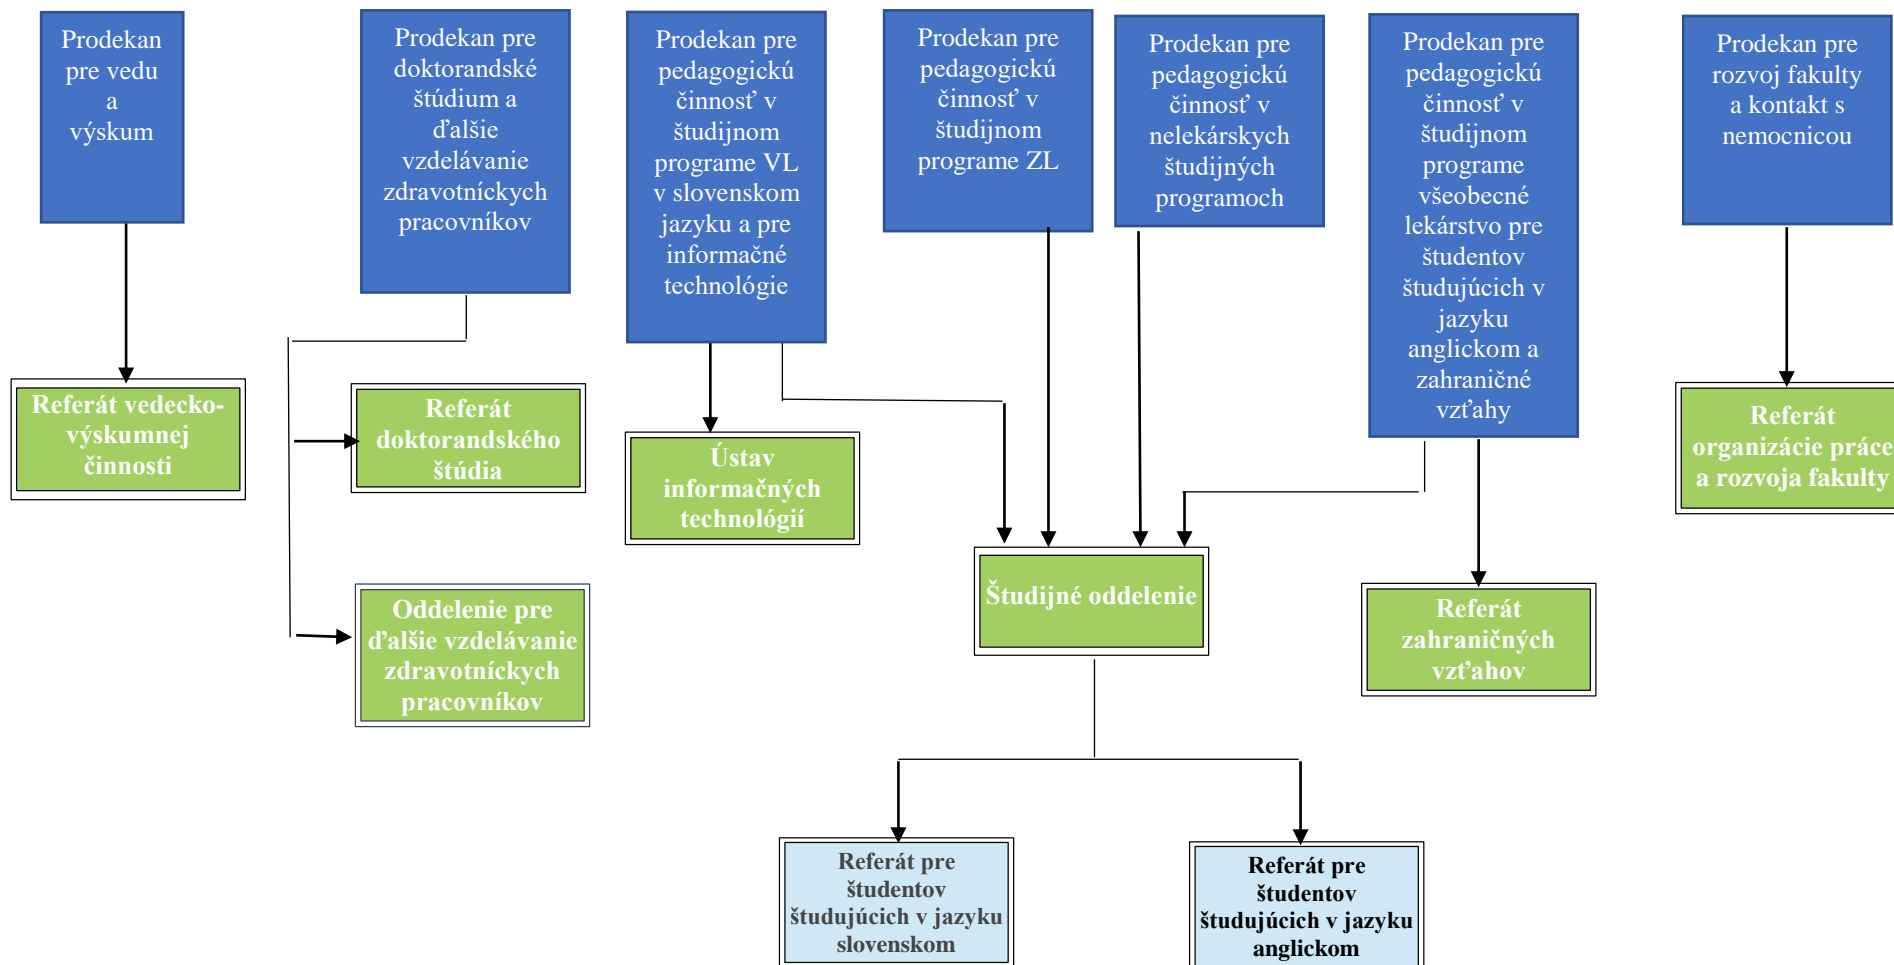 Prodekan
pre vedu
a
výskum
Prodekan pre
doktorandské
štúdium a
ďalšie
vzdelávanie
zdravotníckych
pracovníkov
Prodekan pre
pedagogickú
činnosť v
študijnom
programe VL
v slovenskom
jazyku a pre
informačné
technológie
Prodekan pre
pedagogickú
činnosť v
študijnom
programe ZL
Prodekan pre
pedagogickú
činnosť v
nelekárskych
študijných
programoch
Prodekan pre
pedagogickú
činnosť v
študijnom
programe
všeobecné
lekárstvo pre
študentov
študujúcich v
jazyku
anglickom a
zahraničné
vzťahy
Prodekan pre
rozvoj fakulty
a kontakt s
nemocnicou
Referát vedecko-
výskumnej
činnosti
Referát
doktorandského
štúdia
Ústav
informačných
technológií
Referát
organizácie práce
a rozvoja fakulty
Oddelenie pre
ďalšie vzdelávanie
zdravotníckych
pracovníkov
Študijné oddelenie
Referát
zahraničných
vzťahov
Referát pre
študentov
študujúcich v jazyku
slovenskom
Referát pre
študentov
študujúcich v jazyku
anglickom